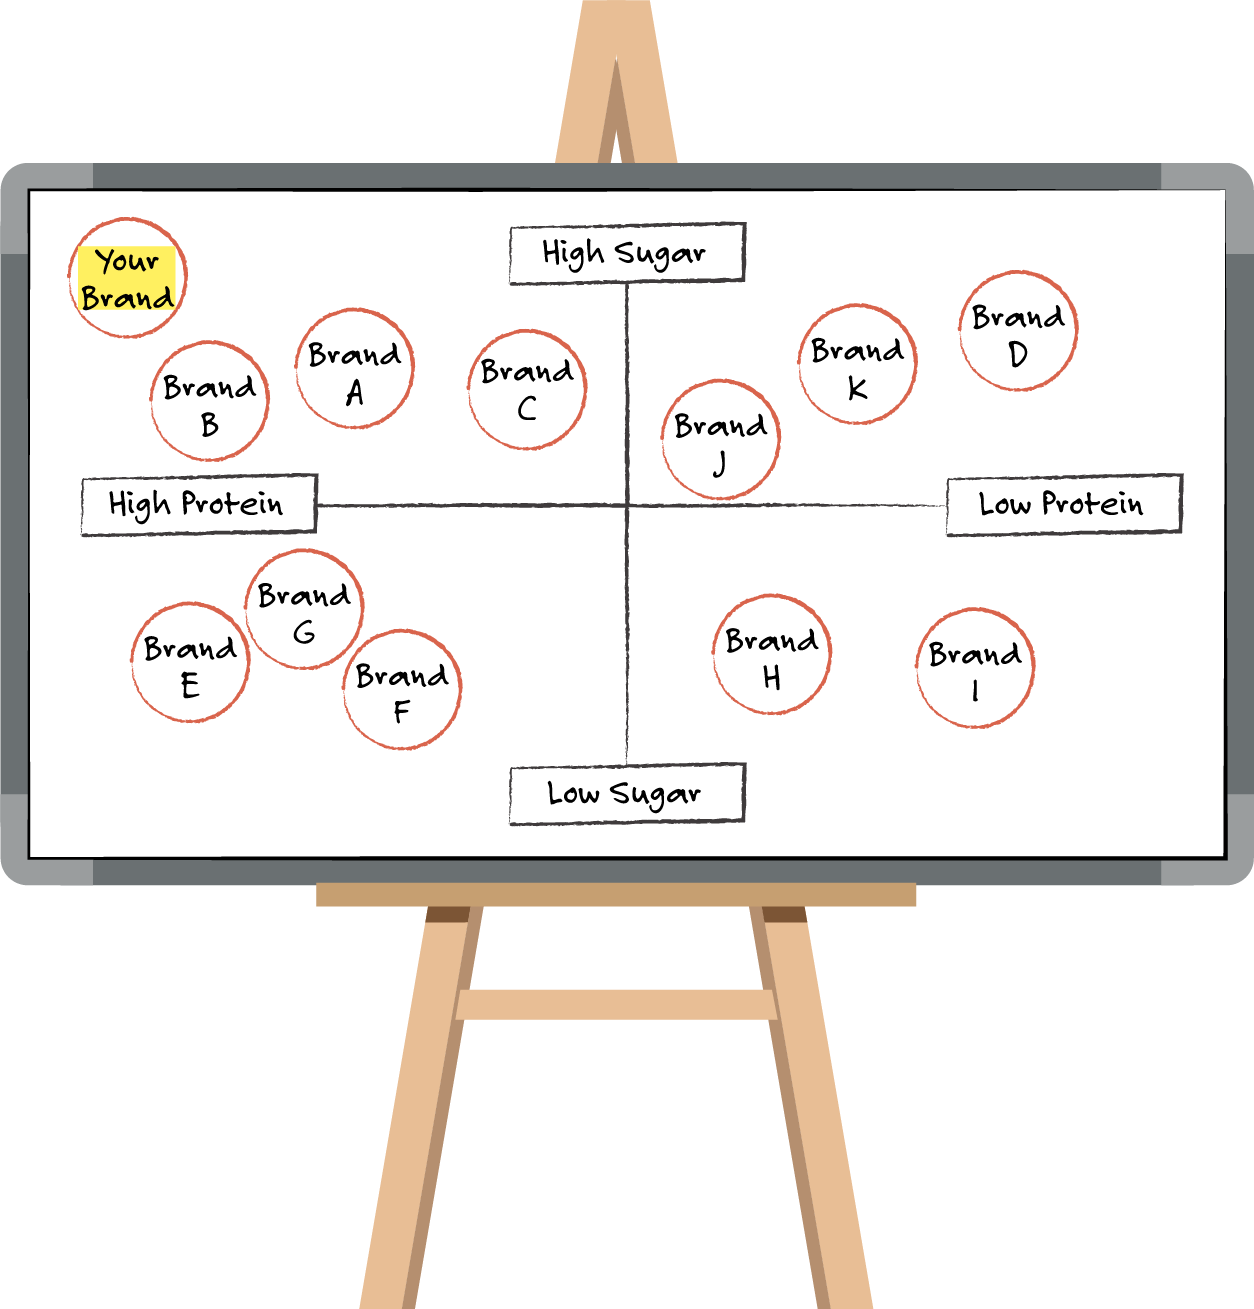 Your
Brand
High Sugar
Brand
D
Brand
A
Brand
K
Brand
C
Brand
B
Brand
J
High Protein
Low Protein
Brand
G
Brand
E
Brand
H
Brand
I
Brand
F
Low Sugar